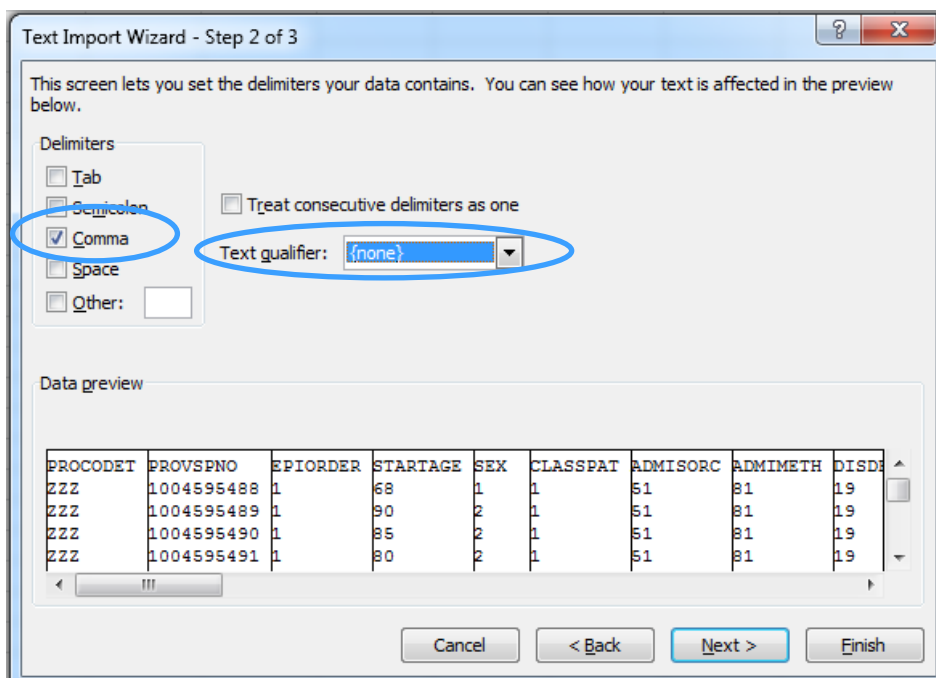 Text Import Wizard - Step 2 of 3
This screen lets you set the delimiters your data contains.  You can see how your text is affected in the preview
below.
Delimiters
Tab
Semicolon
Treat consecutive delimiters as one
Comma
Text qualifier: {none}
Space
Other:
Data preview
PROCODET PROVSPNO EPIORDER STARTAGE SEX CLASSPAT ADMISORC ADMIMETH DISDE
ZZZ 1004595488 1 68 1 1 51 81 19
ZZZ 1004595489 1 90 2 1 51 81 19
ZZZ 1004595490 1 85 2 1 51 81 19
ZZZ 1004595491 1 80 2 1 51 81 19
Cancel < Back Next > Finish